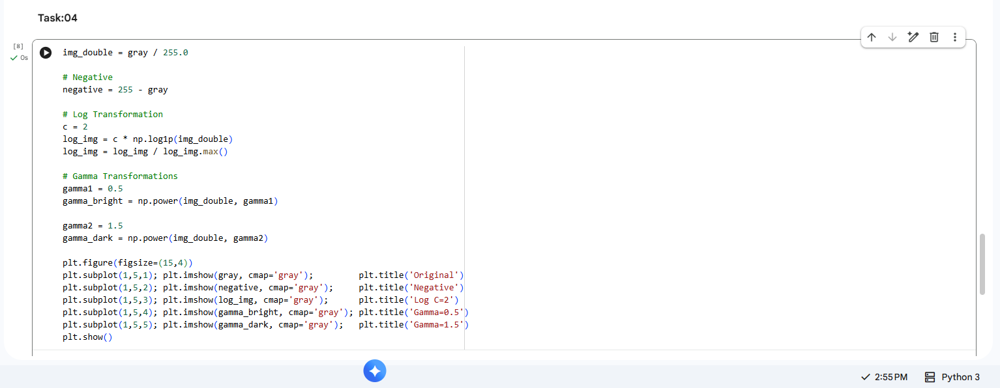 Task:04
[8]
0s
img_double = gray / 255.0
# Negative
negative = 255 - gray
# Log Transformation
c = 2
log_img = c * np.log1p(img_double)
log_img = log_img / log_img.max()
# Gamma Transformations
gamma1 = 0.5
gamma_bright = np.power(img_double, gamma1)
gamma2 = 1.5
gamma_dark = np.power(img_double, gamma2)
plt.figure(figsize=(15,4))
plt.subplot(1,5,1); plt.imshow(gray, cmap='gray');         plt.title('Original')
plt.subplot(1,5,2); plt.imshow(negative, cmap='gray');     plt.title('Negative')
plt.subplot(1,5,3); plt.imshow(log_img, cmap='gray');      plt.title('Log C=2')
plt.subplot(1,5,4); plt.imshow(gamma_bright, cmap='gray'); plt.title('Gamma=0.5')
plt.subplot(1,5,5); plt.imshow(gamma_dark, cmap='gray');   plt.title('Gamma=1.5')
plt.show()
2:55 PM
Python 3